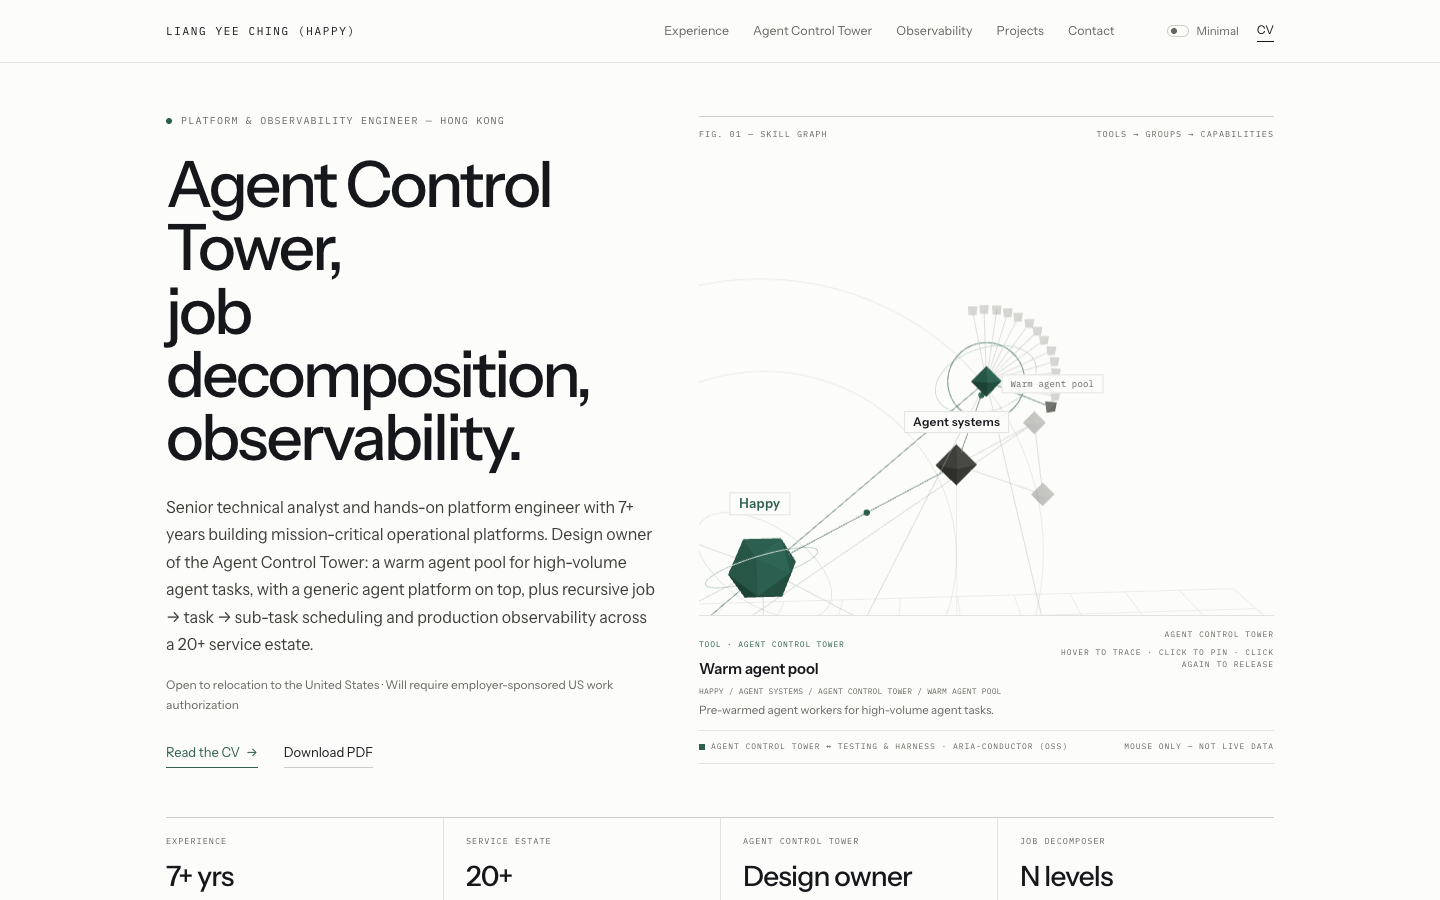 LIANG YEE CHING (HAPPY)
Experience
Agent Control Tower
Observability
Projects
Contact
Minimal
CV
PLATFORM & OBSERVABILITY ENGINEER — HONG KONG
Agent Control
Tower,
job
decomposition,
observability.
Senior technical analyst and hands-on platform engineer with 7+
years building mission-critical operational platforms. Design owner
of the Agent Control Tower: a warm agent pool for high-volume
agent tasks, with a generic agent platform on top, plus recursive job
→ task → sub-task scheduling and production observability across
a 20+ service estate.
Open to relocation to the United States · Will require employer-sponsored US work
authorization
Read the CV →
Download PDF
FIG. 01 — SKILL GRAPH
TOOLS → GROUPS → CAPABILITIES
Warm agent pool
Agent systems
Happy
TOOL · AGENT CONTROL TOWER
Warm agent pool
HAPPY / AGENT SYSTEMS / AGENT CONTROL TOWER / WARM AGENT POOL
Pre-warmed agent workers for high-volume agent tasks.
AGENT CONTROL TOWER
HOVER TO TRACE · CLICK TO PIN · CLICK
AGAIN TO RELEASE
AGENT CONTROL TOWER ↔ TESTING & HARNESS · ARIA-CONDUCTOR (OSS)
MOUSE ONLY — NOT LIVE DATA
EXPERIENCE
7+ yrs
SERVICE ESTATE
20+
AGENT CONTROL TOWER
Design owner
JOB DECOMPOSER
N levels